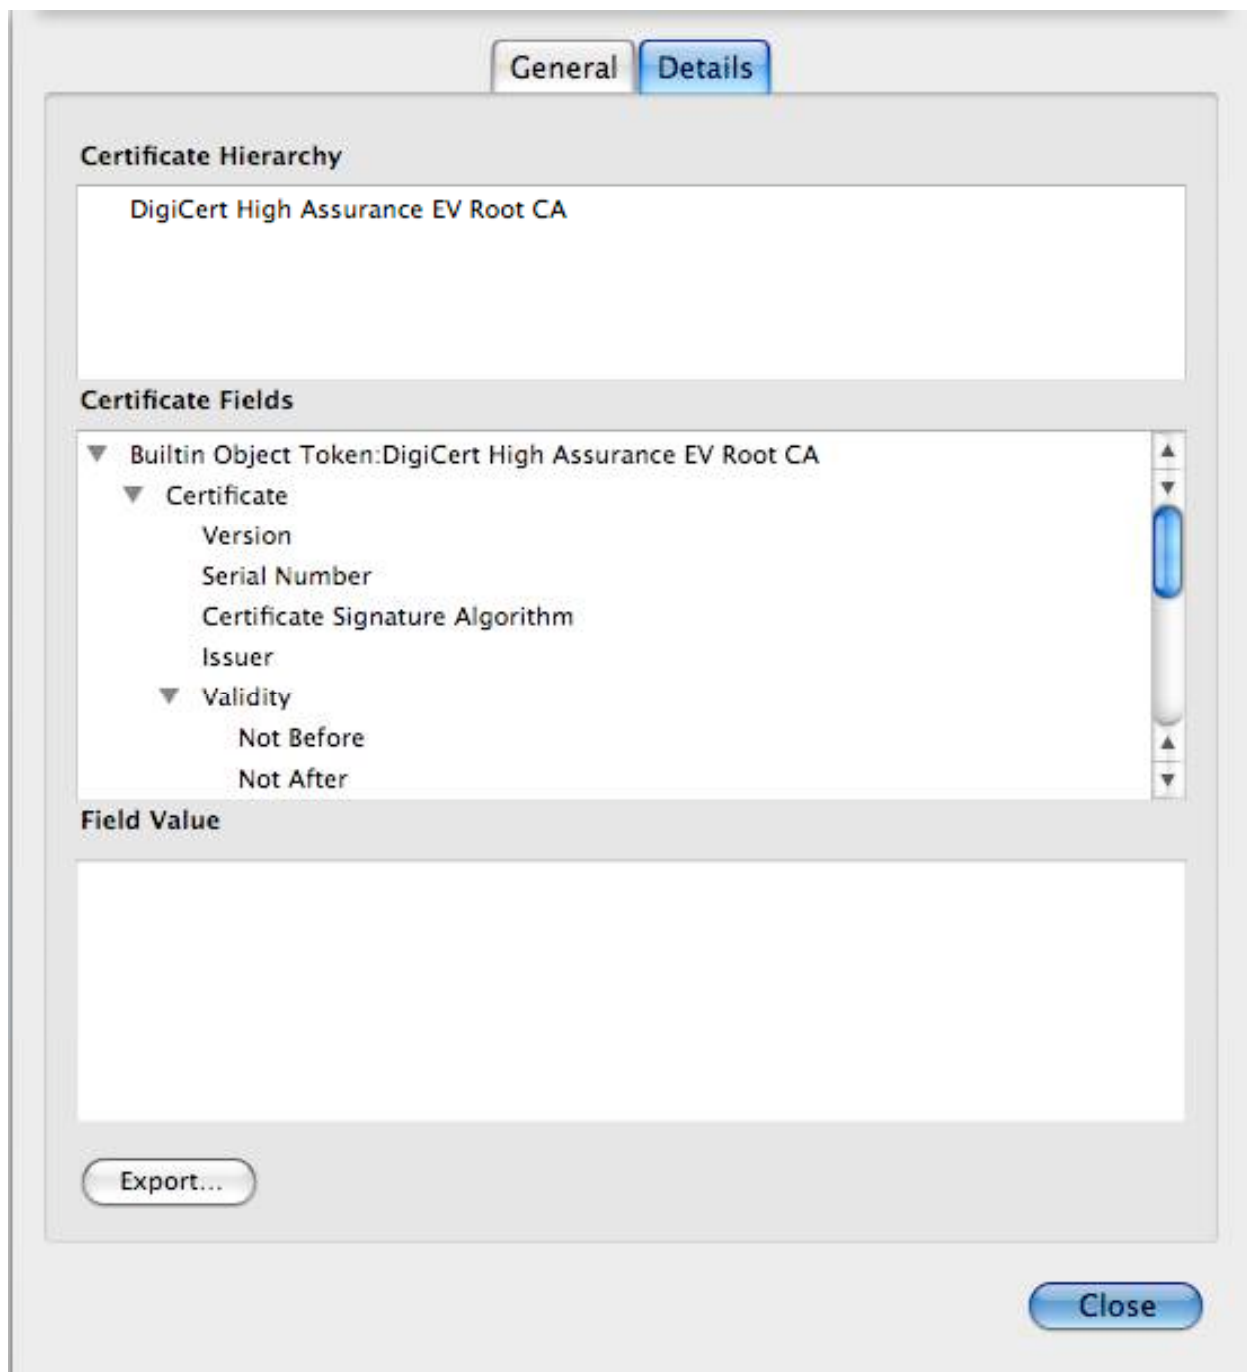 General Details
Certificate Hierarchy
DigiCert High Assurance EV Root CA
Certificate Fields
Builtin Object Token:DigiCert High Assurance EV Root CA
Certificate
Version
Serial Number
Certificate Signature Algorithm
Issuer
Validity
Not Before
Not After
Field Value
Export...
Close